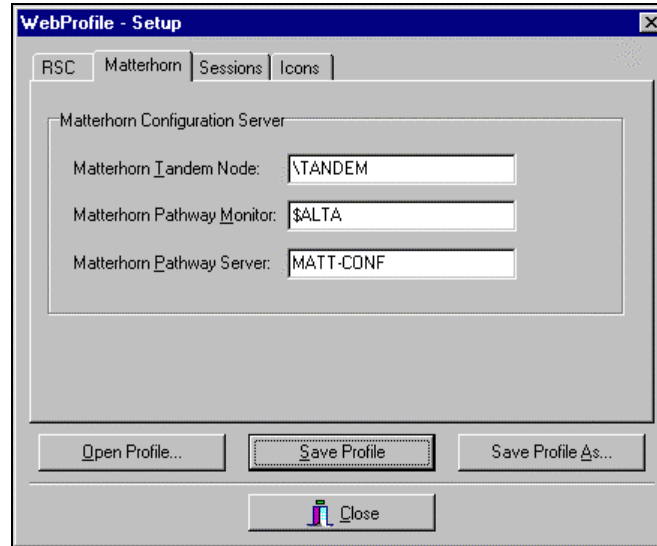 WebProfile - Setup
RSC Matterhorn Sessions Icons
Matterhorn Configuration Server
Matterhorn Tandem Node: \TANDEM
Matterhorn Pathway Monitor: $ALTA
Matterhorn Pathway Server: MATT-CONF
Open Profile... Save Profile Save Profile As...
Close